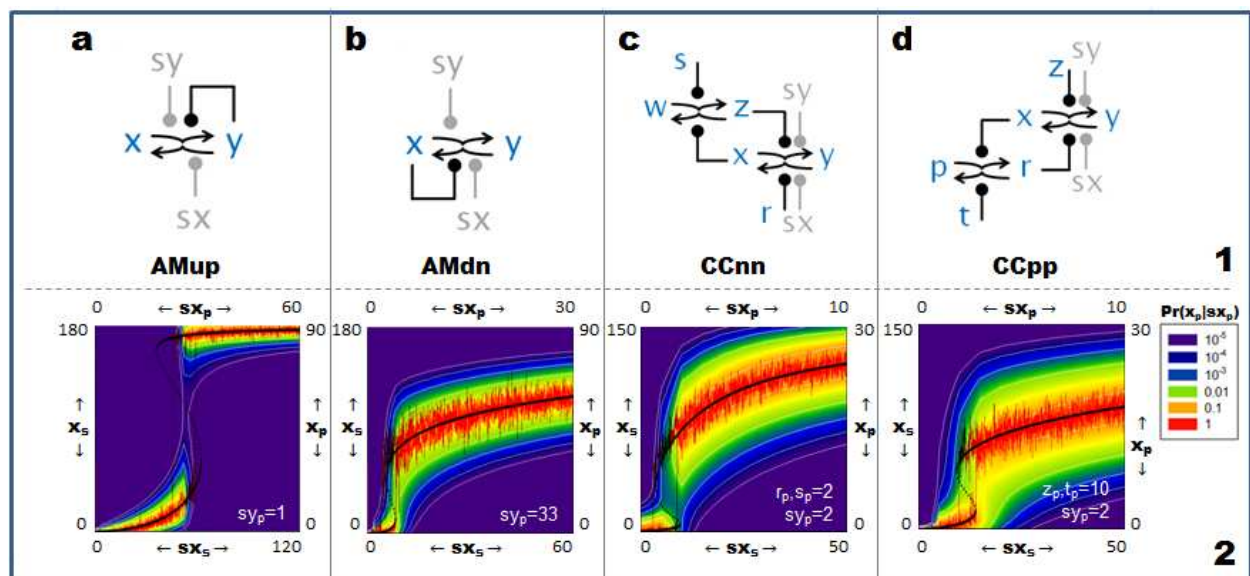 a b c d
sy
x y
sx
AMup
sy
x y
sx
AMdn
s
w z sy
x y
r sx
CCnn
sy
z
x y
p r sx
t
CCpp
1
0 60
← sxₚ →
180 90
↑ xₛ ↓
↑ xₚ ↓
syₚ=1
0 0
0 120
← sxₛ →
0 30
← sxₚ →
180 90
↑ xₛ ↓
↑ xₚ ↓
syₚ=33
0 0
0 60
← sxₛ →
0 10
← sxₚ →
150 30
↑ xₛ ↓
↑ xₚ ↓
rₚ,sₚ=2
syₚ=2
0 0
0 50
← sxₛ →
0 10
← sxₚ →
150 30
↑ xₛ ↓
↑ xₚ ↓
zₚ,tₚ=10
syₚ=2
0 0
0 50
← sxₛ →
Pr(xₚ|sxₚ)
10⁻⁵
10⁻⁴
10⁻³
0.01
0.1
1
2